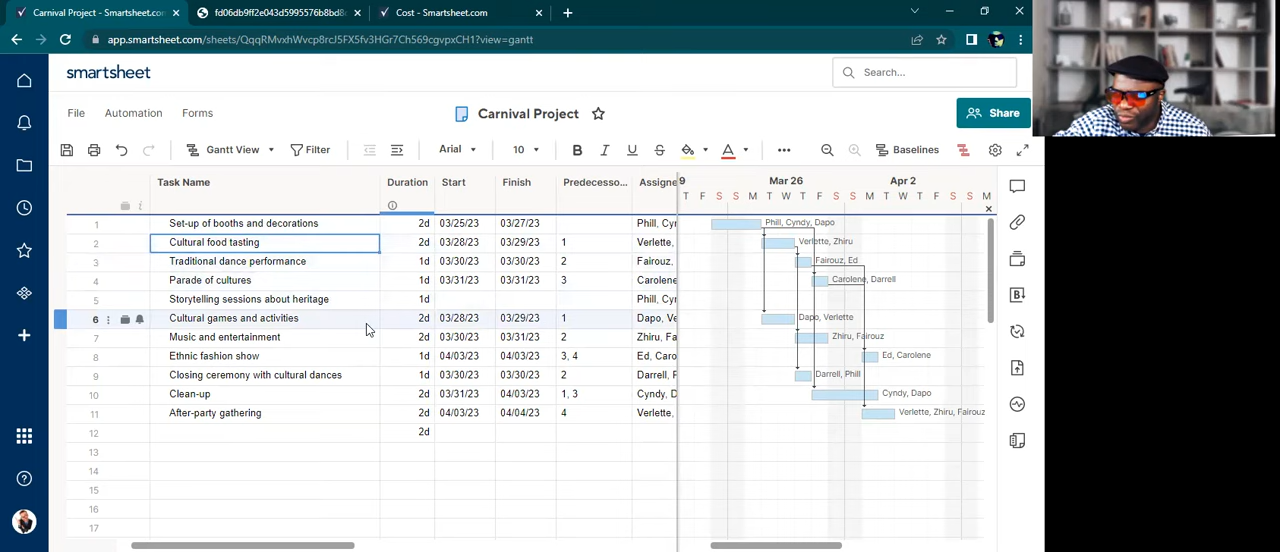 Carnival Project - Smartsheet.com
fd06db9ff2e043d5995576b8bd8
Cost - Smartsheet.com
app.smartsheet.com/sheets/QqqRMvxhWvcp8rcJ5FX5fv3HGr7Ch569cgvpxCH1?view=gantt
smartsheet
Search...
File Automation Forms
Carnival Project
Share
Gantt View Filter Arial 10 B I U S A Baselines
Task Name Duration Start Finish Predecesso... Assigne 9 Mar 26 Apr 2
T F S S M T W T F S S M T W T F S S M
1 Set-up of booths and decorations 2d 03/25/23 03/27/23 Phill, Cyndy, Dapo
2 Cultural food tasting 2d 03/28/23 03/29/23 1 Verlette, Verlette, Zhiru
3 Traditional dance performance 1d 03/30/23 03/30/23 2 Fairouz, Fairouz, Ed
4 Parade of cultures 1d 03/31/23 03/31/23 3 Carolene Carolene, Darrell
5 Storytelling sessions about heritage 1d Phill, Cyn
6 Cultural games and activities 2d 03/28/23 03/29/23 1 Dapo, Ve Dapo, Verlette
7 Music and entertainment 2d 03/30/23 03/31/23 2 Zhiru, Fa Zhiru, Fairouz
8 Ethnic fashion show 1d 04/03/23 04/03/23 3, 4 Ed, Caro Ed, Carolene
9 Closing ceremony with cultural dances 1d 03/30/23 03/30/23 2 Darrell, P Darrell, Phill
10 Clean-up 2d 03/31/23 04/03/23 1, 3 Cyndy, D Cyndy, Dapo
11 After-party gathering 2d 04/03/23 04/04/23 4 Verlette, Verlette, Zhiru, Fairouz
12 2d
13
14
15
16
17